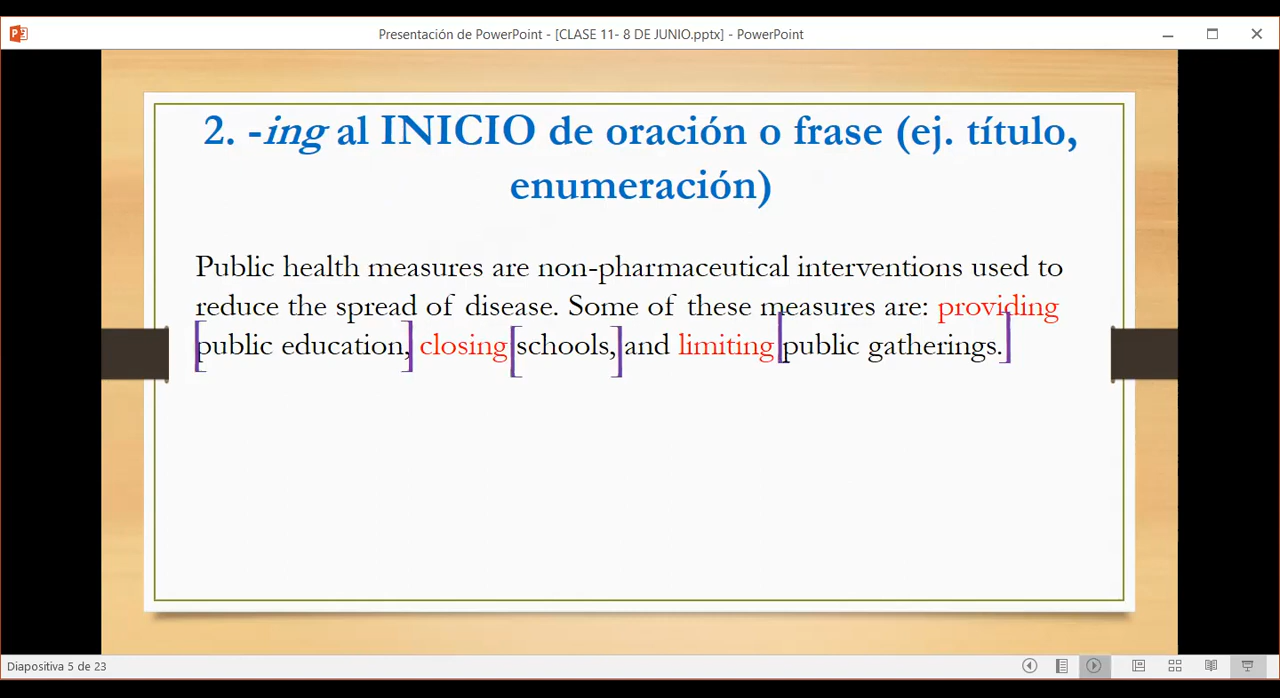 Presentación de PowerPoint - [CLASE 11- 8 DE JUNIO.pptx] - PowerPoint
2. -ing al INICIO de oración o frase (ej. título,
enumeración)
Public health measures are non-pharmaceutical interventions used to
reduce the spread of disease. Some of these measures are: providing
public education, closing schools, and limiting public gatherings.
Diapositiva 5 de 23